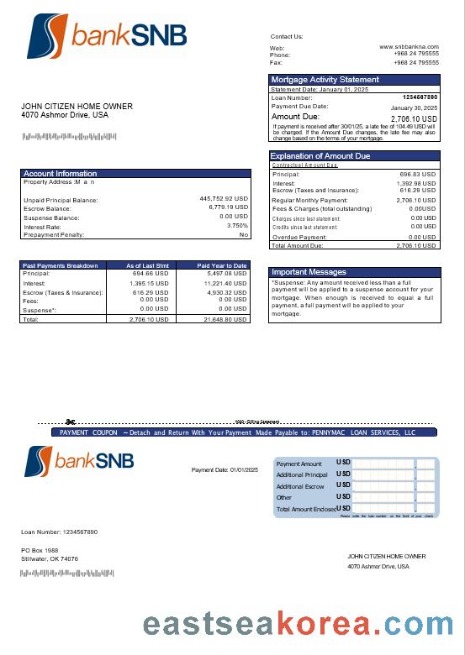 bankSNB
Contact Us:
Web: www.snbbankna.com
Phone: +968 24 795555
Fax: +968 24 795555
Mortgage Activity Statement
Statement Date: January 01, 2025
Loan Number: 1234567890
Payment Due Date: January 30, 2025
Amount Due: 2,706.10 USD
If payment is received after 30/01/25, a late fee of 104.49 USD will
be charged. If the Amount Due changes, the late fee may also
change based on the terms of your mortgage.
JOHN CITIZEN HOME OWNER
4070 Ashmor Drive, USA
Account Information
Property Address :M a n
Unpaid Principal Balance: 445,752.92 USD
Escrow Balance: 6,779.19 USD
Suspense Balance: 0.00 USD
Interest Rate: 3.750%
Prepayment Penalty: No
Explanation of Amount Due
Contractual Amount Due
Principal: 696.83 USD
Interest: 1,392.98 USD
Escrow (Taxes and Insurance): 616.29 USD
Regular Monthly Payment: 2,706.10 USD
Fees & Charges (total outstanding) 0.00USD
Charges since last statement 0.00 USD
Credits since last statement 0.00 USD
Overdue Payment: 0.00 USD
Total Amount Due: 2,706.10 USD
Past Payments Breakdown As of Last Stmt. Paid Year to Date
Principal: 694.66 USD 5,497.08 USD
Interest: 1,395.15 USD 11,221.40 USD
Escrow (Taxes & Insurance): 616.29 USD 4,930.32 USD
Fees: 0.00 USD 0.00 USD
Suspense*: 0.00 USD 0.00 USD
Total: 2,706.10 USD 21,648.80 USD
Important Messages
*Suspense: Any amount received less than a full
payment will be applied to a suspense account for your
mortgage. When enough is received to equal a full
payment, a full payment will be applied to your
mortgage.
PAYMENT COUPON – Detach and Return With Your Payment Made Payable to: PENNYMAC LOAN SERVICES, LLC
bankSNB
Payment Date: 01/01/2025
Payment Amount USD
Additional Principal USD
Additional Escrow USD
Other USD
Total Amount Enclosed USD
Loan Number: 1234567890
PO Box 1988
Stillwater, OK 74076
JOHN CITIZEN HOME OWNER
4070 Ashmor Drive, USA
eastseakorea.com